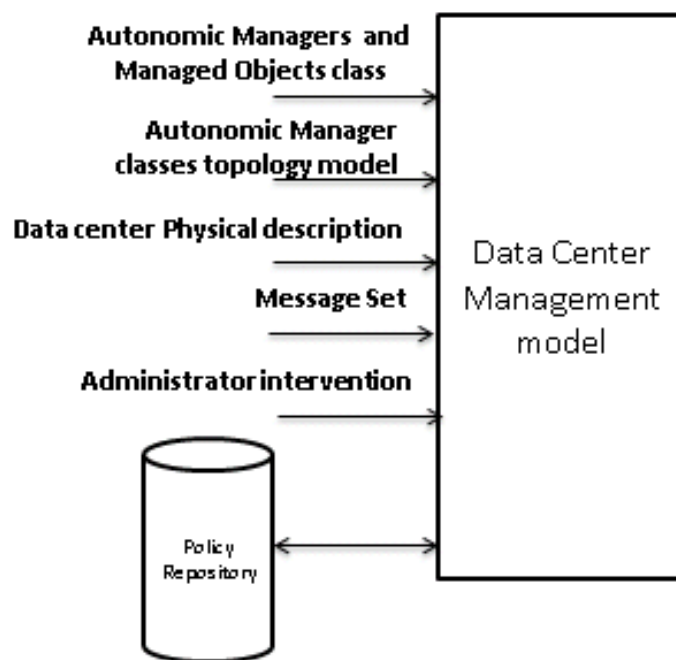 Autonomic Managers and
Managed Objects class
Autonomic Manager
classes topology model
Data center Physical description
Message Set
Administrator intervention
Data Center
Management
model
Policy
Repository